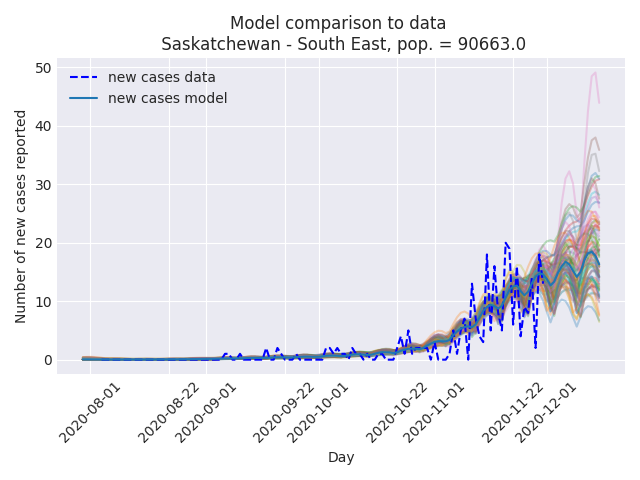 Model comparison to data
Saskatchewan - South East, pop. = 90663.0
new cases data
new cases model
Number of new cases reported
50
40
30
20
10
0
2020-08-01
2020-08-22
2020-09-01
2020-09-22
2020-10-01
2020-10-22
2020-11-01
2020-11-22
2020-12-01
Day